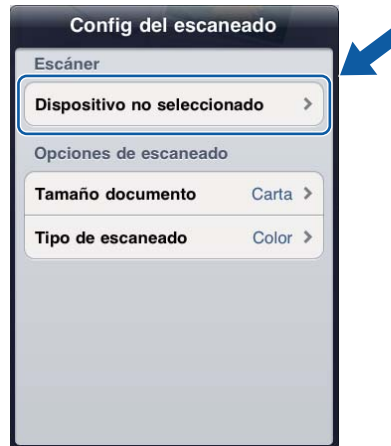 Config del escaneado
Escáner
Dispositivo no seleccionado
Opciones de escaneado
Tamaño documento Carta
Tipo de escaneado Color